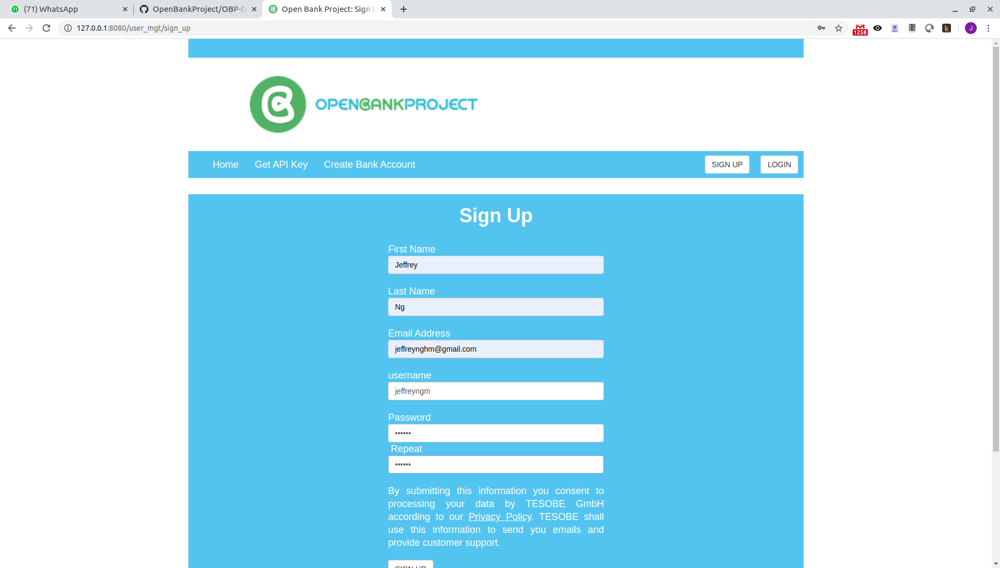 71
(71) WhatsApp
OpenBankProject/OBP-D
Open Bank Project: Sign U
127.0.0.1:8080/user_mgt/sign_up
1258
k
J
OPENBANKPROJECT
Home
Get API Key
Create Bank Account
SIGN UP
LOGIN
Sign Up
First Name
Jeffrey
Last Name
Ng
Email Address
jeffreynghm@gmail.com
username
jeffreyngm
Password
••••••
Repeat
••••••
By submitting this information you consent to
processing your data by TESOBE GmbH
according to our Privacy Policy. TESOBE shall
use this information to send you emails and
provide customer support.
SIGN UP